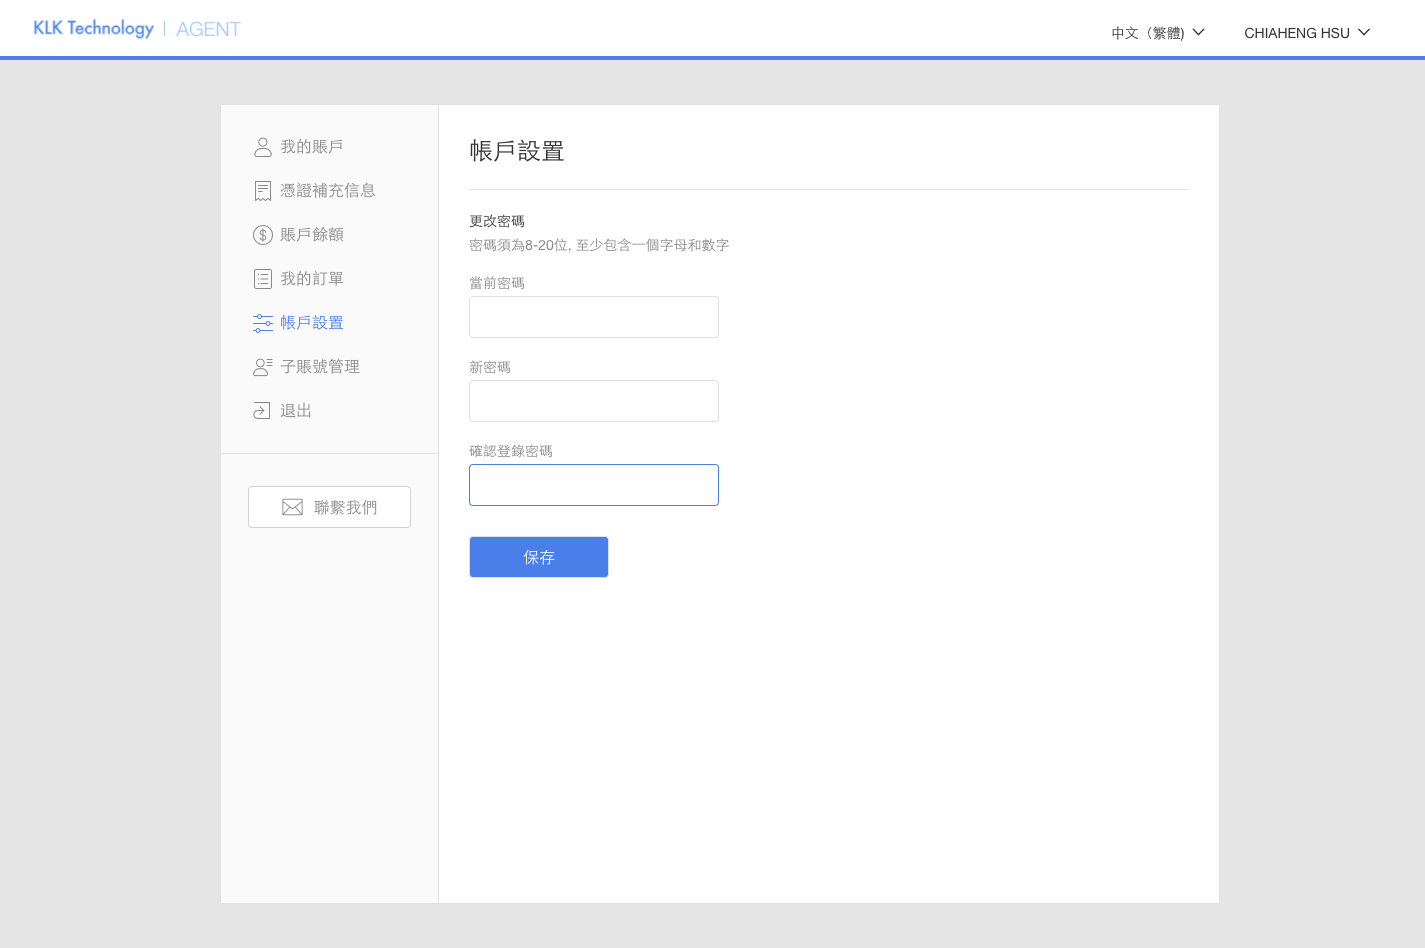 KLK Technology | AGENT
中文（繁體)
CHIAHENG HSU
我的賬戶
憑證補充信息
賬戶餘額
我的訂單
帳戶設置
子賬號管理
退出
聯繫我們
帳戶設置
更改密碼
密碼須為8-20位, 至少包含一個字母和數字
當前密碼
新密碼
確認登錄密碼
保存